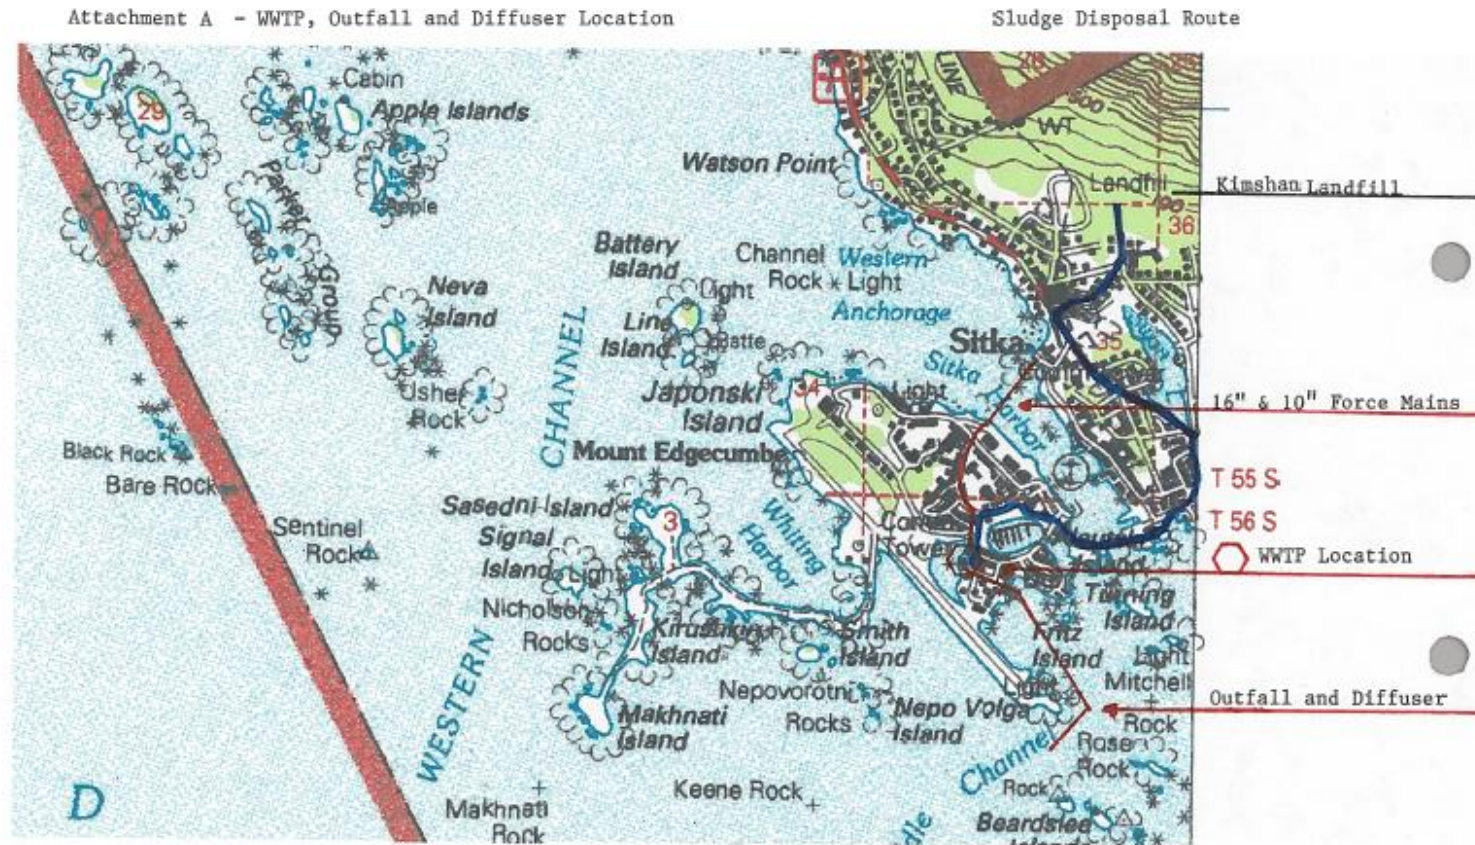 Attachment A - WWTP, Outfall and Diffuser Location
Sludge Disposal Route
Cabin
Apple Islands
29
Parker
Group
Apple
Watson Point
LINE
WT
Landfill
Kimshan Landfill
36
Battery
Island
Light
Channel
Rock
Light
Western
Anchorage
Neva
Island
Line
Island
CHANNEL
WESTERN
Sitka
Sitka
Harbor
35
Usher
Rock
Japonski
Island
34
Light
16" & 10" Force Mains
Mount Edgecumbe
Black Rock
Bare Rock
T 55 S
T 56 S
Sasedni Island
3
Signal
Island
Light
Whiting
Harbor
Tower
Sentinel
Rock
WWTP Location
Nicholson
Rocks
Kirushkin
Island
Smith
Island
Fritz
Island
Turning
Island
Light
Light
Mitchell
Rock
Nepovorotni
Rocks
Nepo Volga
Island
Outfall and Diffuser
Makhnati
Island
Channel
Rose
Rock
Rock
Keene Rock
D
Makhnati
Rock
Beardslee